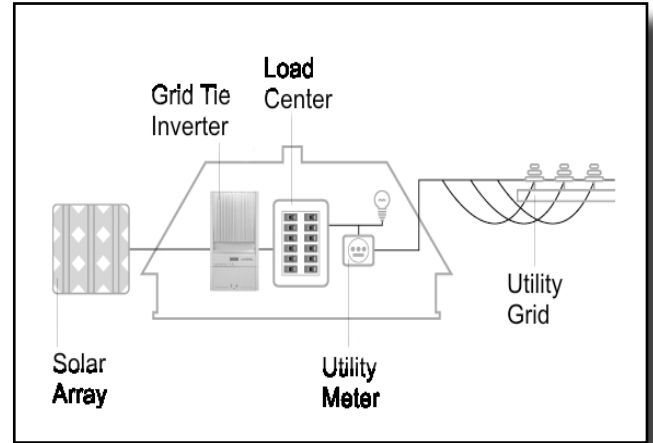 Load
Center
Grid Tie
Inverter
Utility
Grid
Solar
Array
Utility
Meter